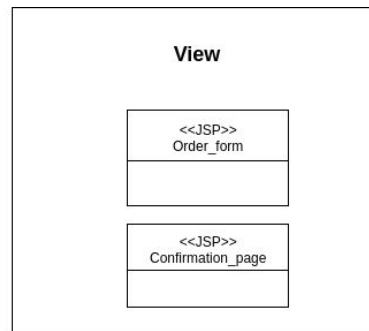 View
<<JSP>>
Order_form
<<JSP>>
Confirmation_page